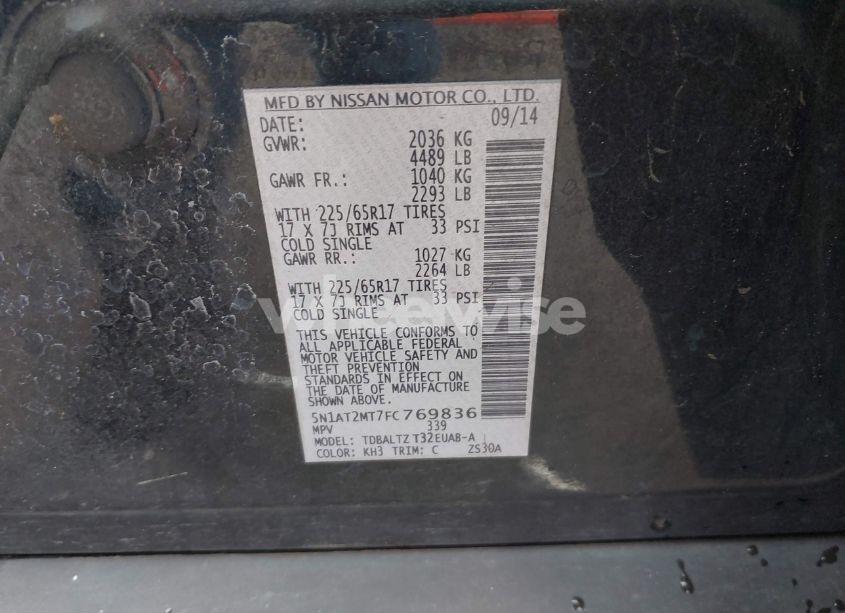 MFD BY NISSAN MOTOR CO., LTD.
DATE: 09/14
GVWR: 2036 KG
4489 LB
GAWR FR.: 1040 KG
2293 LB
WITH 225/65R17 TIRES
17 X 7J RIMS AT 33 PSI
COLD SINGLE
GAWR RR.: 1027 KG
2264 LB
WITH 225/65R17 TIRES
17 X 7J RIMS AT 33 PSI
COLD SINGLE
wheelwise
THIS VEHICLE CONFORMS TO
ALL APPLICABLE FEDERAL
MOTOR VEHICLE SAFETY AND
THEFT PREVENTION
STANDARDS IN EFFECT ON
THE DATE OF MANUFACTURE
SHOWN ABOVE.
5N1AT2MT7FC769836
MPV 339
MODEL: TDBALTZ T32EUAB-A
COLOR: KH3 TRIM: C ZS30A